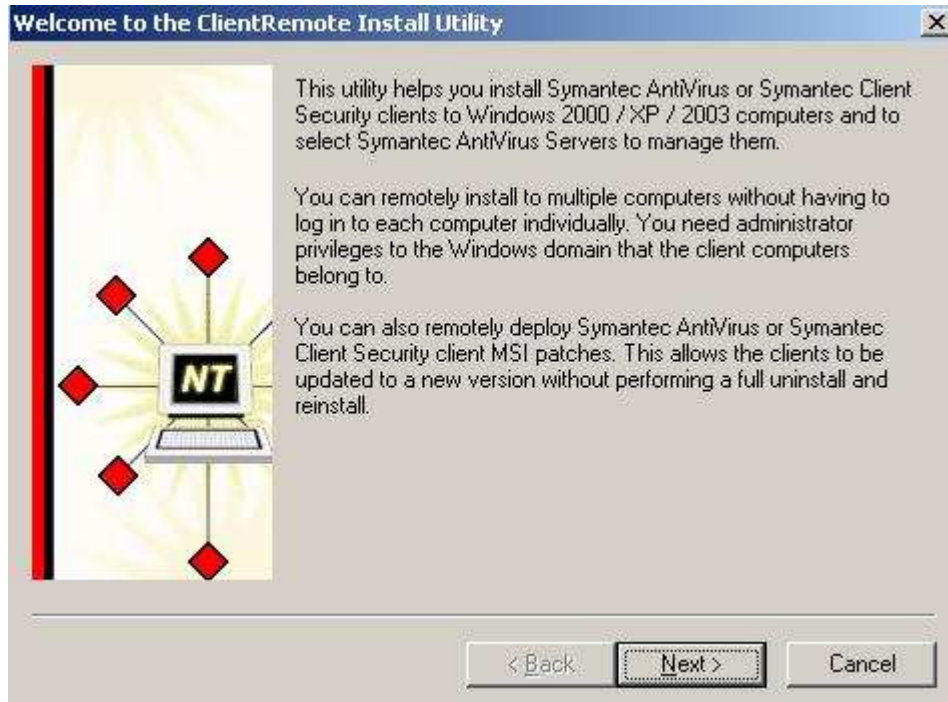 Welcome to the ClientRemote Install Utility
This utility helps you install Symantec AntiVirus or Symantec Client
Security clients to Windows 2000 / XP / 2003 computers and to
select Symantec AntiVirus Servers to manage them.
You can remotely install to multiple computers without having to
log in to each computer individually. You need administrator
privileges to the Windows domain that the client computers
belong to.
You can also remotely deploy Symantec AntiVirus or Symantec
Client Security client MSI patches. This allows the clients to be
updated to a new version without performing a full uninstall and
reinstall.
NT
< Back
Next >
Cancel